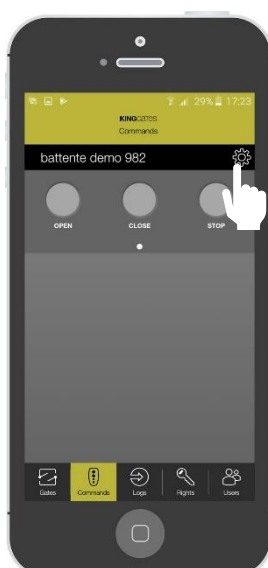 29% 17:23
KINGGATES
Commands
battente demo 982
OPEN CLOSE STOP
Gates Commands Logs Rights Users